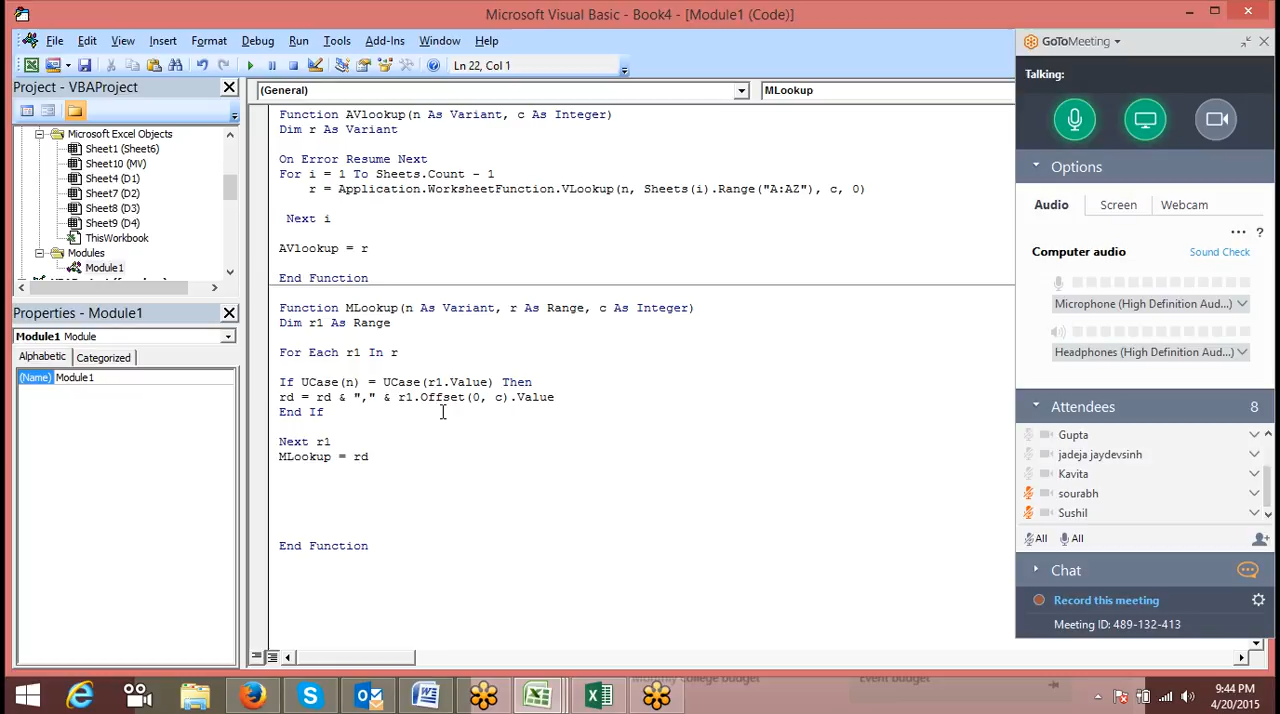 Microsoft Visual Basic - Book4 - [Module1 (Code)]
File Edit View Insert Format Debug Run Tools Add-Ins Window Help
Ln 22, Col 1
Project - VBAProject
Microsoft Excel Objects
Sheet1 (Sheet6)
Sheet10 (MV)
Sheet4 (D1)
Sheet7 (D2)
Sheet8 (D3)
Sheet9 (D4)
ThisWorkbook
Modules
Module1
Properties - Module1
Module1 Module
Alphabetic Categorized
(Name) Module1
(General) MLookup
Function AVlookup(n As Variant, c As Integer)
Dim r As Variant
On Error Resume Next
For i = 1 To Sheets.Count - 1
r = Application.WorksheetFunction.VLookup(n, Sheets(i).Range("A:AZ"), c, 0)
Next i
AVlookup = r
End Function
Function MLookup(n As Variant, r As Range, c As Integer)
Dim r1 As Range
For Each r1 In r
If UCase(n) = UCase(r1.Value) Then
rd = rd & "," & r1.Offset(0, c).Value
End If
Next r1
MLookup = rd
End Function
GoToMeeting
Talking:
Options
Audio Screen Webcam
Computer audio Sound Check
Microphone (High Definition Aud...)
Headphones (High Definition Aud...)
Attendees 8
Gupta
jadeja jaydevsinh
Kavita
sourabh
Sushil
All All
Chat
Record this meeting
Meeting ID: 489-132-413
Monthly College budget
Event budget
9:44 PM
4/20/2015